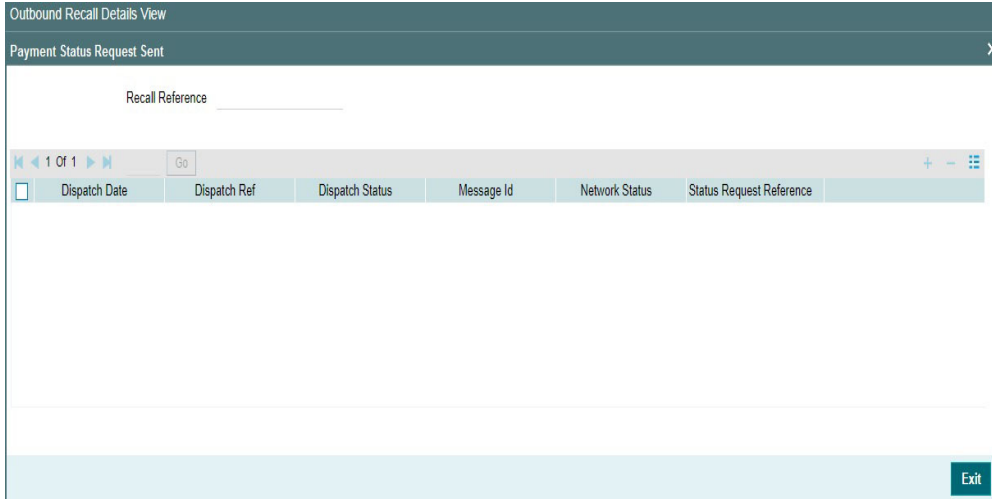 Outbound Recall Details View
Payment Status Request Sent
Recall Reference
1 Of 1 Go
Dispatch Date Dispatch Ref Dispatch Status Message Id Network Status Status Request Reference
Exit